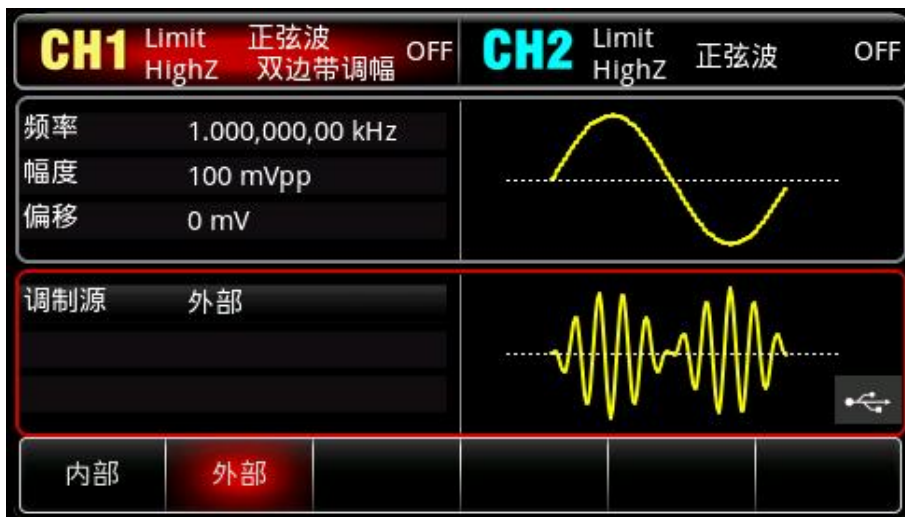 CH1 Limit 正弦波 OFF CH2 Limit 正弦波 OFF
HighZ 双边带调幅 HighZ
频率 1.000,000,00 kHz
幅度 100 mVpp
偏移 0 mV
调制源 外部
内部 外部